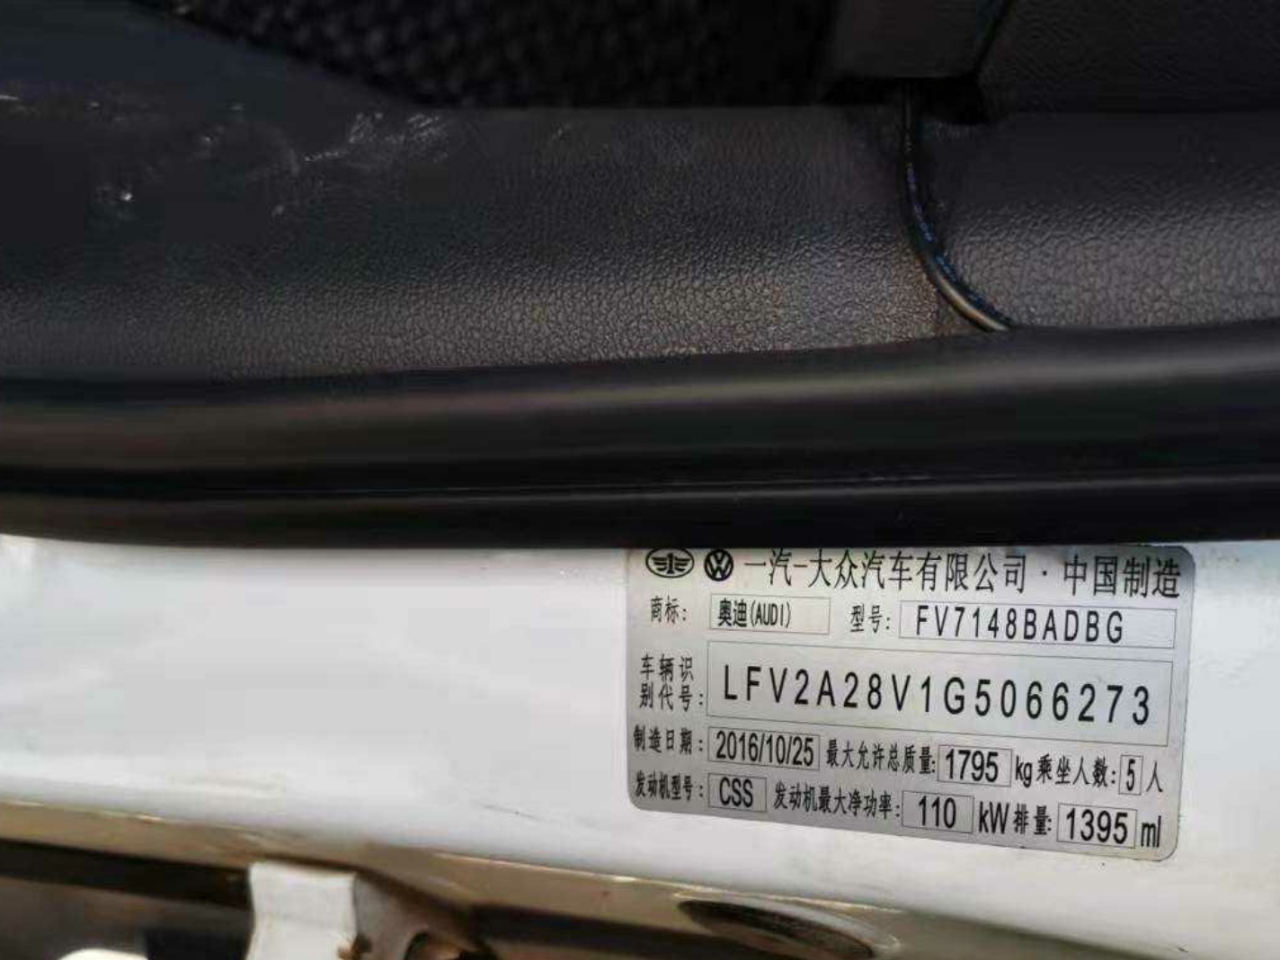 一汽-大众汽车有限公司·中国制造
商标: 奥迪(AUDI) 型号: FV7148BADBG
车辆识别代号: LFV2A28V1G5066273
制造日期: 2016/10/25 最大允许总质量: 1795 kg 乘坐人数: 5 人
发动机型号: CSS 发动机最大净功率: 110 kW 排量: 1395 ml